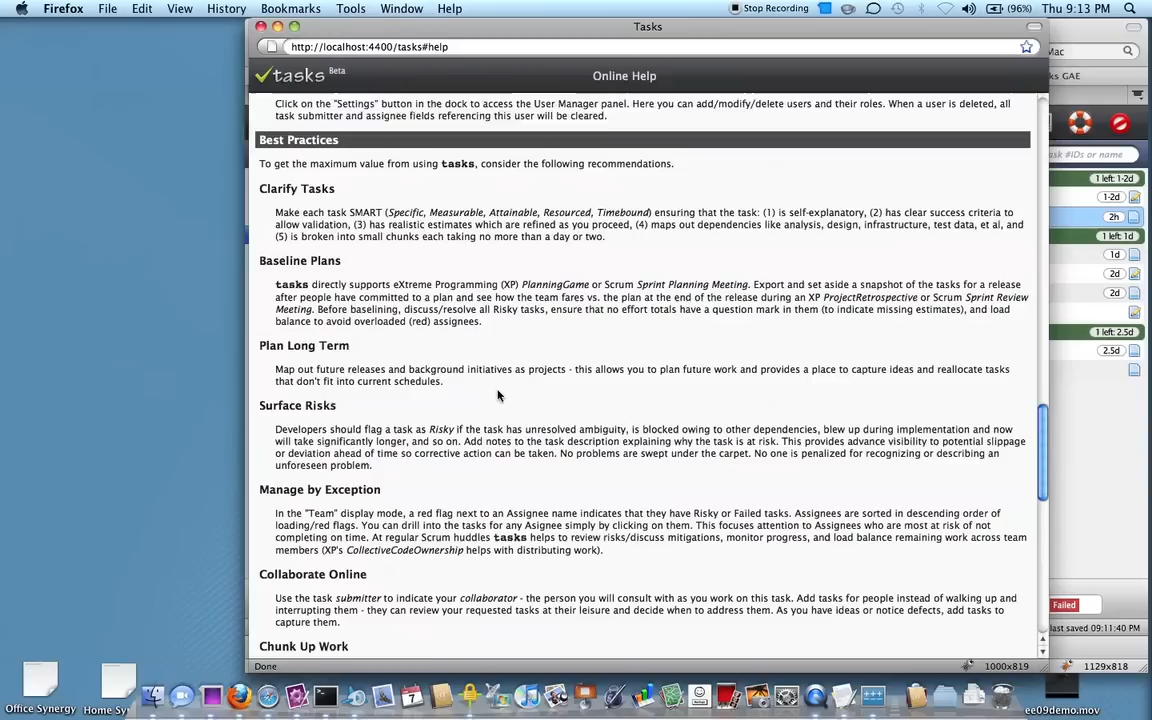 Firefox File Edit View History Bookmarks Tools Window Help
Stop Recording (96%) Thu 9:13 PM
Tasks
http://localhost:4400/tasks#help
Mac
tasks Beta
Online Help
ks GAE
Click on the "Settings" button in the dock to access the User Manager panel. Here you can add/modify/delete users and their roles. When a user is deleted, all
task submitter and assignee fields referencing this user will be cleared.
Best Practices
To get the maximum value from using tasks, consider the following recommendations.
Clarify Tasks
Make each task SMART (Specific, Measurable, Attainable, Resourced, Timebound) ensuring that the task: (1) is self-explanatory, (2) has clear success criteria to
allow validation, (3) has realistic estimates which are refined as you proceed, (4) maps out dependencies like analysis, design, infrastructure, test data, et al, and
(5) is broken into small chunks each taking no more than a day or two.
Baseline Plans
tasks directly supports eXtreme Programming (XP) PlanningGame or Scrum Sprint Planning Meeting. Export and set aside a snapshot of the tasks for a release
after people have committed to a plan and see how the team fares vs. the plan at the end of the release during an XP ProjectRetrospective or Scrum Sprint Review
Meeting. Before baselining, discuss/resolve all Risky tasks, ensure that no effort totals have a question mark in them (to indicate missing estimates), and load
balance to avoid overloaded (red) assignees.
Plan Long Term
Map out future releases and background initiatives as projects - this allows you to plan future work and provides a place to capture ideas and reallocate tasks
that don't fit into current schedules.
Surface Risks
Developers should flag a task as Risky if the task has unresolved ambiguity, is blocked owing to other dependencies, blew up during implementation and now
will take significantly longer, and so on. Add notes to the task description explaining why the task is at risk. This provides advance visibility to potential slippage
or deviation ahead of time so corrective action can be taken. No problems are swept under the carpet. No one is penalized for recognizing or describing an
unforeseen problem.
Manage by Exception
In the "Team" display mode, a red flag next to an Assignee name indicates that they have Risky or Failed tasks. Assignees are sorted in descending order of
loading/red flags. You can drill into the tasks for any Asignee simply by clicking on them. This focuses attention to Assignees who are most at risk of not
completing on time. At regular Scrum huddles tasks helps to review risks/discuss mitigations, monitor progress, and load balance remaining work across team
members (XP's CollectiveCodeOwnership helps with distributing work).
Collaborate Online
Use the task submitter to indicate your collaborator - the person you will consult with as you work on this task. Add tasks for people instead of walking up and
interrupting them - they can review your requested tasks at their leisure and decide when to address them. As you have ideas or notice defects, add tasks to
capture them.
Chunk Up Work
Done
1000x819
ask #IDs or name
1 left: 1-2d
1-2d
2h
1 left: 1d
1d
2d
2d
1 left: 2.5d
2.5d
Failed
last saved 09:11:40 PM
1129x818
Office Synergy
Home Sy
7
ee09demo.mov